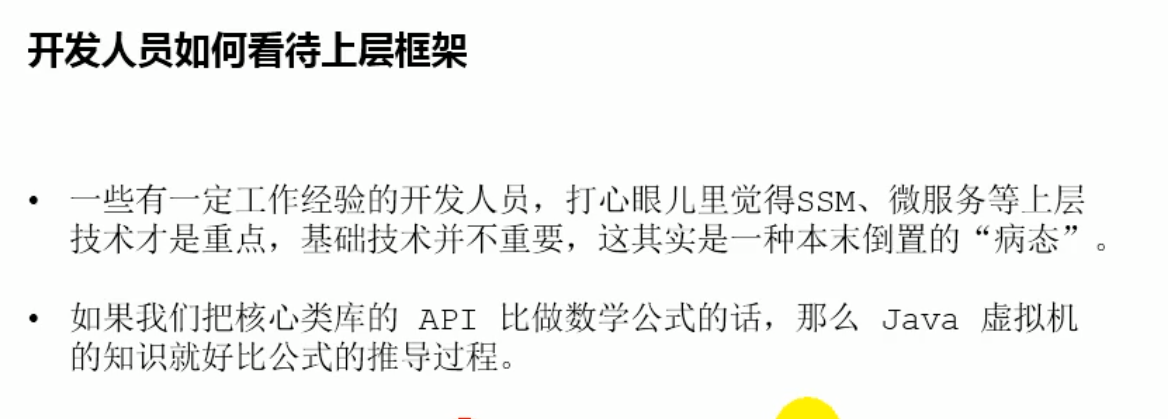 开发人员如何看待上层框架
• 一些有一定工作经验的开发人员，打心眼儿里觉得SSM、微服务等上层
技术才是重点，基础技术并不重要，这其实是一种本末倒置的“病态”。
• 如果我们把核心类库的 API 比做数学公式的话，那么 Java 虚拟机
的知识就好比公式的推导过程。